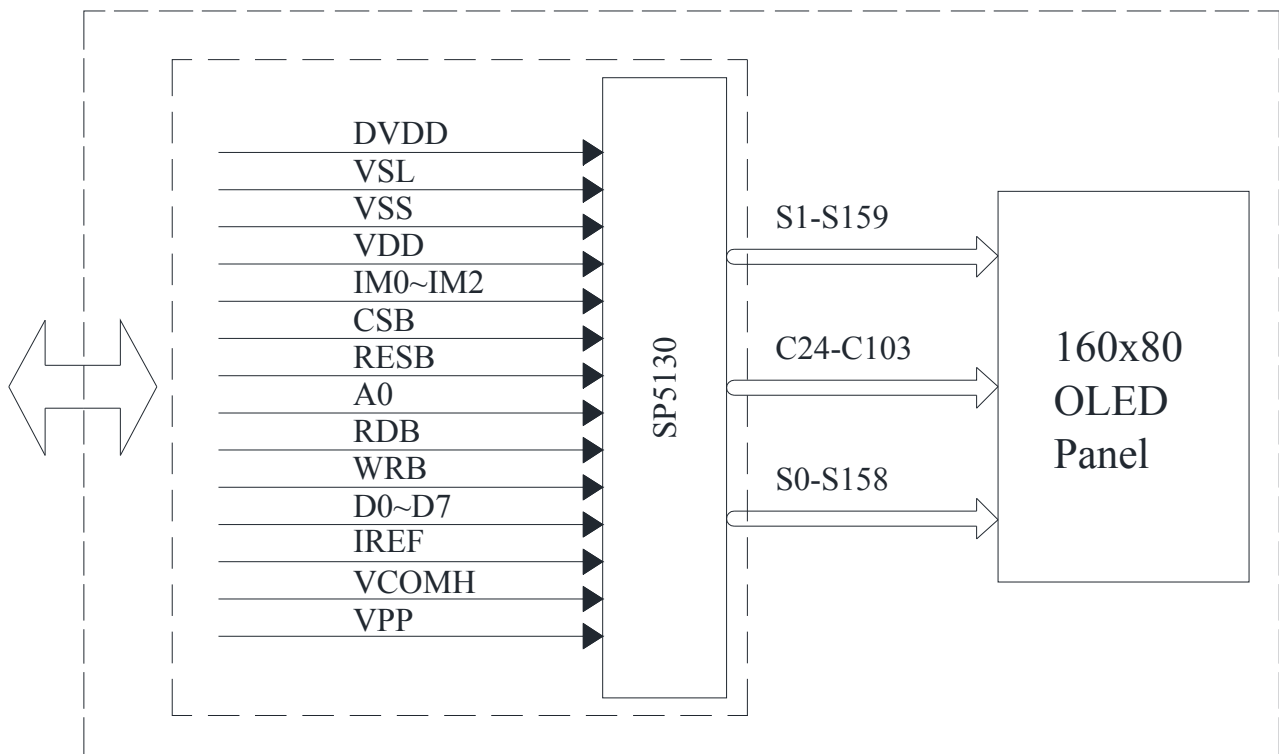 DVDD
VSL
VSS
VDD
IM0~IM2
CSB
RESB
A0
RDB
WRB
D0~D7
IREF
VCOMH
VPP
SP5130
S1-S159
C24-C103
S0-S158
160x80
OLED
Panel